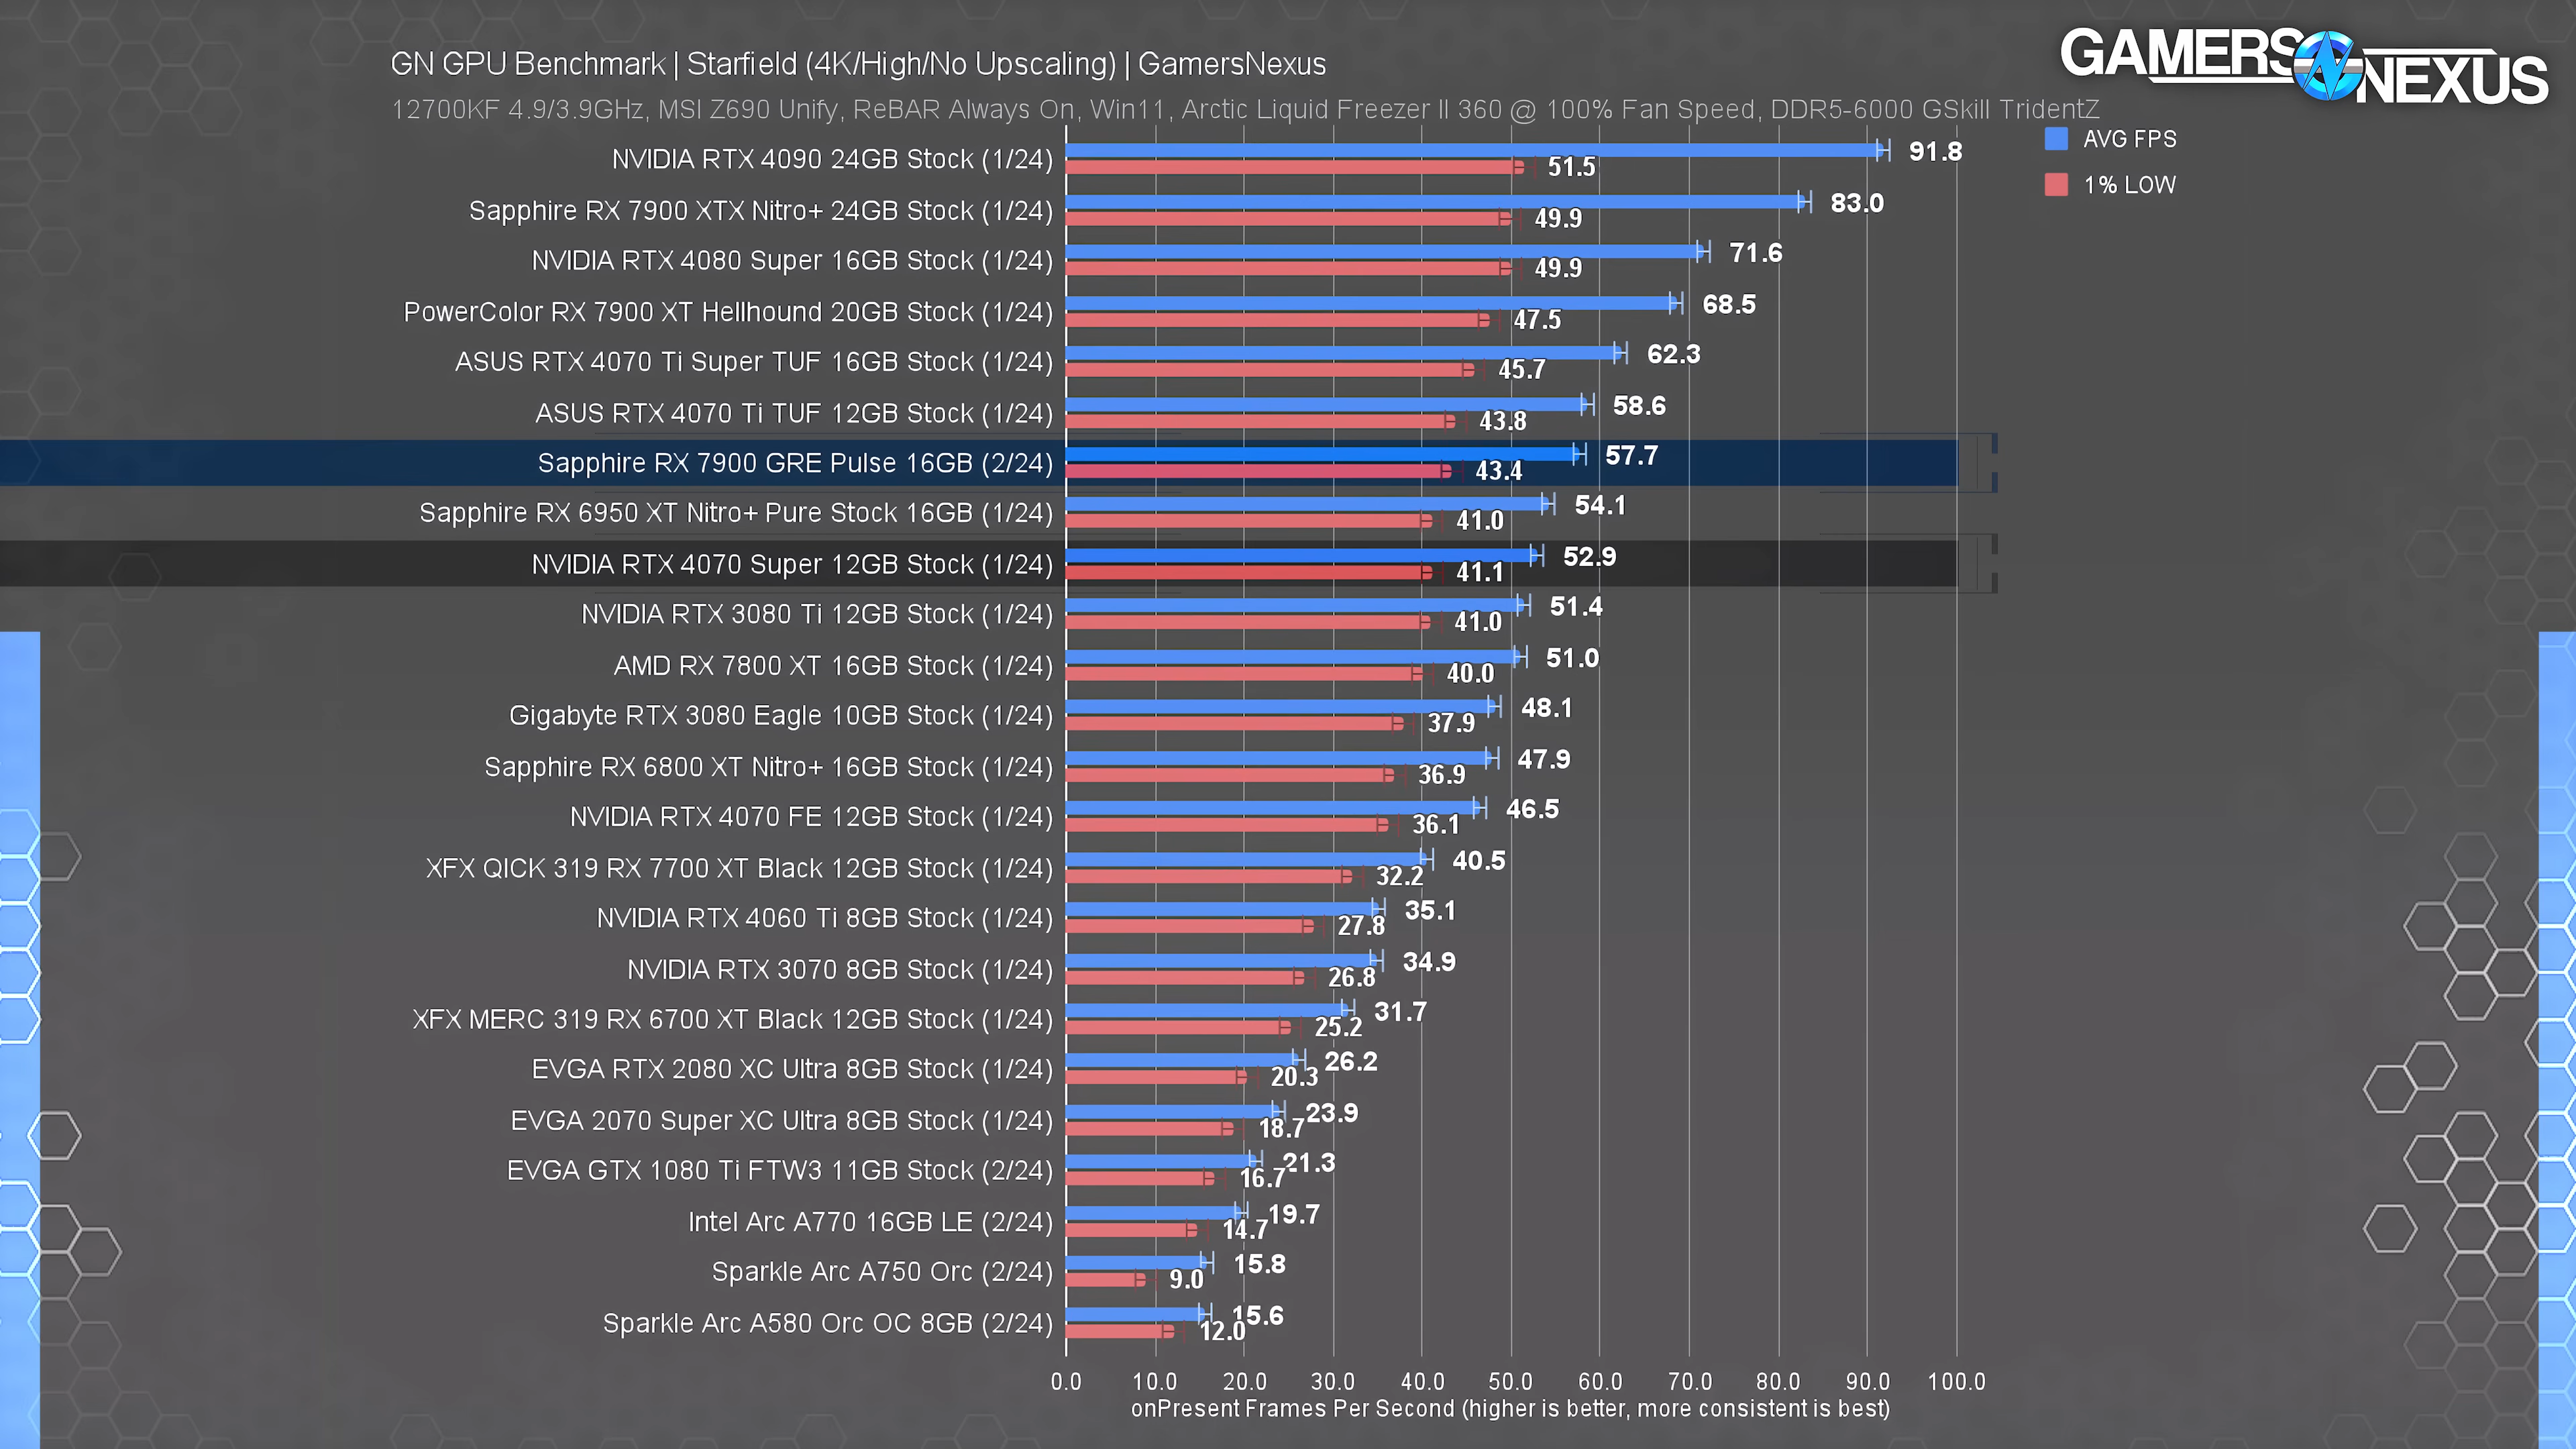 GN GPU Benchmark | Starfield (4K/High/No Upscaling) | GamersNexus
GAMERS NEXUS
12700KF 4.9/3.9GHz, MSI Z690 Unify, ReBAR Always On, Win11, Arctic Liquid Freezer II 360 @ 100% Fan Speed, DDR5-6000 GSkill TridentZ
AVG FPS
1% LOW
NVIDIA RTX 4090 24GB Stock (1/24) 91.8 51.5
Sapphire RX 7900 XTX Nitro+ 24GB Stock (1/24) 83.0 49.9
NVIDIA RTX 4080 Super 16GB Stock (1/24) 71.6 49.9
PowerColor RX 7900 XT Hellhound 20GB Stock (1/24) 68.5 47.5
ASUS RTX 4070 Ti Super TUF 16GB Stock (1/24) 62.3 45.7
ASUS RTX 4070 Ti TUF 12GB Stock (1/24) 58.6 43.8
Sapphire RX 7900 GRE Pulse 16GB (2/24) 57.7 43.4
Sapphire RX 6950 XT Nitro+ Pure Stock 16GB (1/24) 54.1 41.0
NVIDIA RTX 4070 Super 12GB Stock (1/24) 52.9 41.1
NVIDIA RTX 3080 Ti 12GB Stock (1/24) 51.4 41.0
AMD RX 7800 XT 16GB Stock (1/24) 51.0 40.0
Gigabyte RTX 3080 Eagle 10GB Stock (1/24) 48.1 37.9
Sapphire RX 6800 XT Nitro+ 16GB Stock (1/24) 47.9 36.9
NVIDIA RTX 4070 FE 12GB Stock (1/24) 46.5 36.1
XFX QICK 319 RX 7700 XT Black 12GB Stock (1/24) 40.5 32.2
NVIDIA RTX 4060 Ti 8GB Stock (1/24) 35.1 27.8
NVIDIA RTX 3070 8GB Stock (1/24) 34.9 26.8
XFX MERC 319 RX 6700 XT Black 12GB Stock (1/24) 31.7 25.2
EVGA RTX 2080 XC Ultra 8GB Stock (1/24) 26.2 20.3
EVGA 2070 Super XC Ultra 8GB Stock (1/24) 23.9 18.7
EVGA GTX 1080 Ti FTW3 11GB Stock (2/24) 21.3 16.7
Intel Arc A770 16GB LE (2/24) 19.7 14.7
Sparkle Arc A750 Orc (2/24) 15.8 9.0
Sparkle Arc A580 Orc OC 8GB (2/24) 15.6 12.0
0.0 10.0 20.0 30.0 40.0 50.0 60.0 70.0 80.0 90.0 100.0
onPresent Frames Per Second (higher is better, more consistent is best)